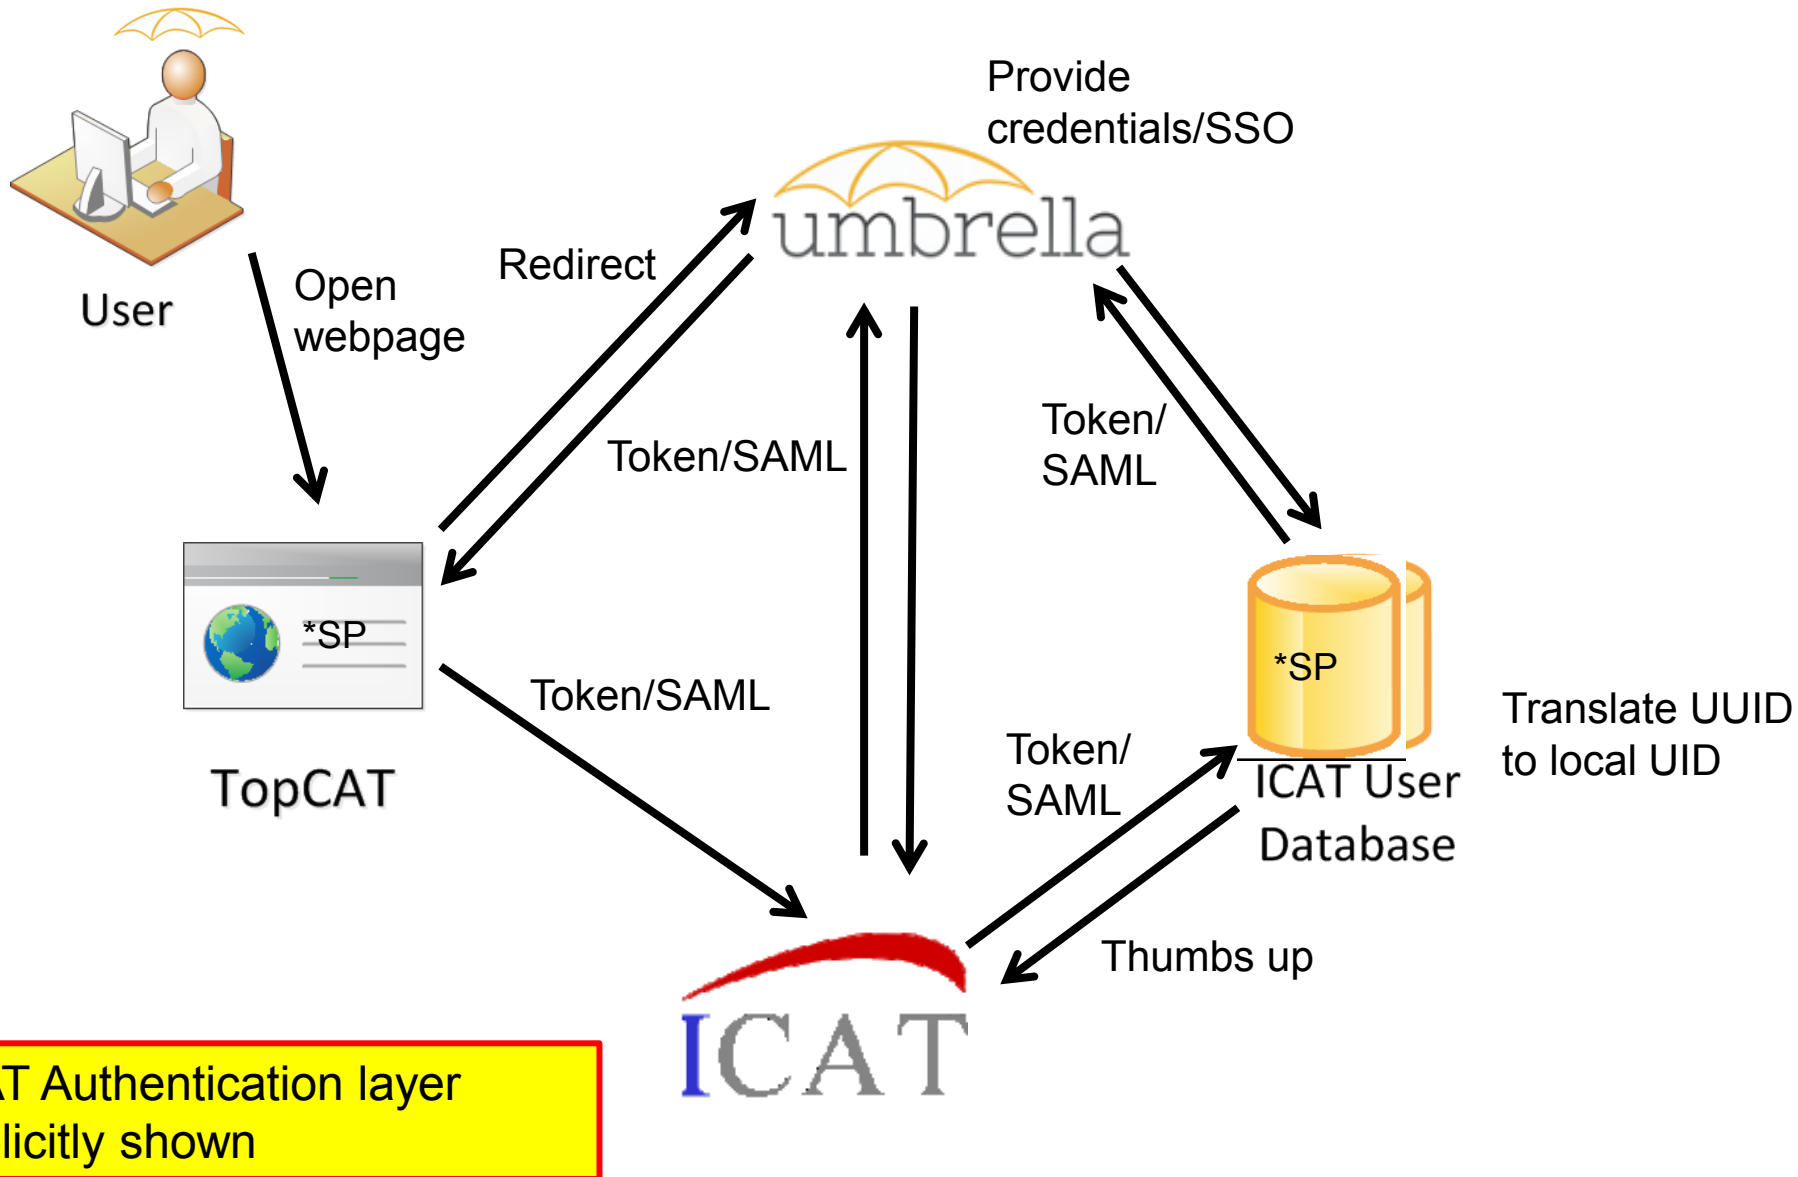 Provide
credentials/SSO
umbrella
User
Open
webpage
Redirect
Token/SAML
Token/
SAML
*SP
TopCAT
Token/SAML
*SP
Translate UUID
to local UID
ICAT User
Database
Token/
SAML
Thumbs up
ICAT
Authentication layer
shown